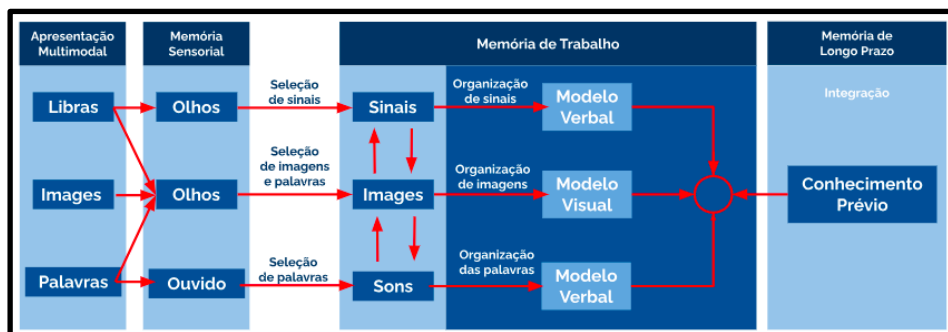 Apresentação
Multimodal
Memória
Sensorial
Memória de Trabalho
Memória de
Longo Prazo
Libras
Olhos
Seleção
de sinais
Sinais
Organização
de sinais
Modelo
Verbal
Integração
Images
Olhos
Seleção
de imagens
e palavras
Images
Organização
de imagens
Modelo
Visual
Conhecimento
Prévio
Palavras
Ouvido
Seleção
de palavras
Sons
Organização
das palavras
Modelo
Verbal